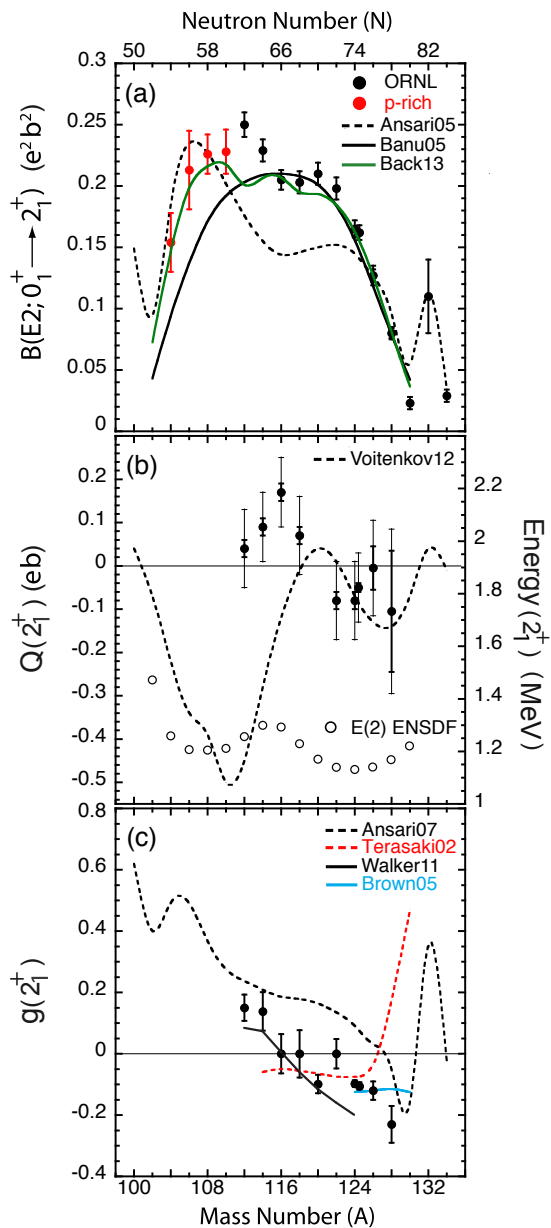 Neutron Number (N)
50 58 66 74 82
0.3
0.25
0.2
0.15
0.1
0.05
0
B(E2; 0₁⁺ → 2₁⁺) (e²b²)
(a)
ORNL
p-rich
Ansari05
Banu05
Back13
(b)
Voitenkov12
0.2
0.1
0
-0.1
-0.2
-0.3
-0.4
-0.5
Q(2₁⁺) (eb)
2.2
2
1.8
1.6
1.4
1.2
1
Energy(2₁⁺) (MeV)
E(2) ENSDF
(c)
Ansari07
Terasaki02
Walker11
Brown05
0.8
0.6
0.4
0.2
0
-0.2
-0.4
g(2₁⁺)
100 108 116 124 132
Mass Number (A)